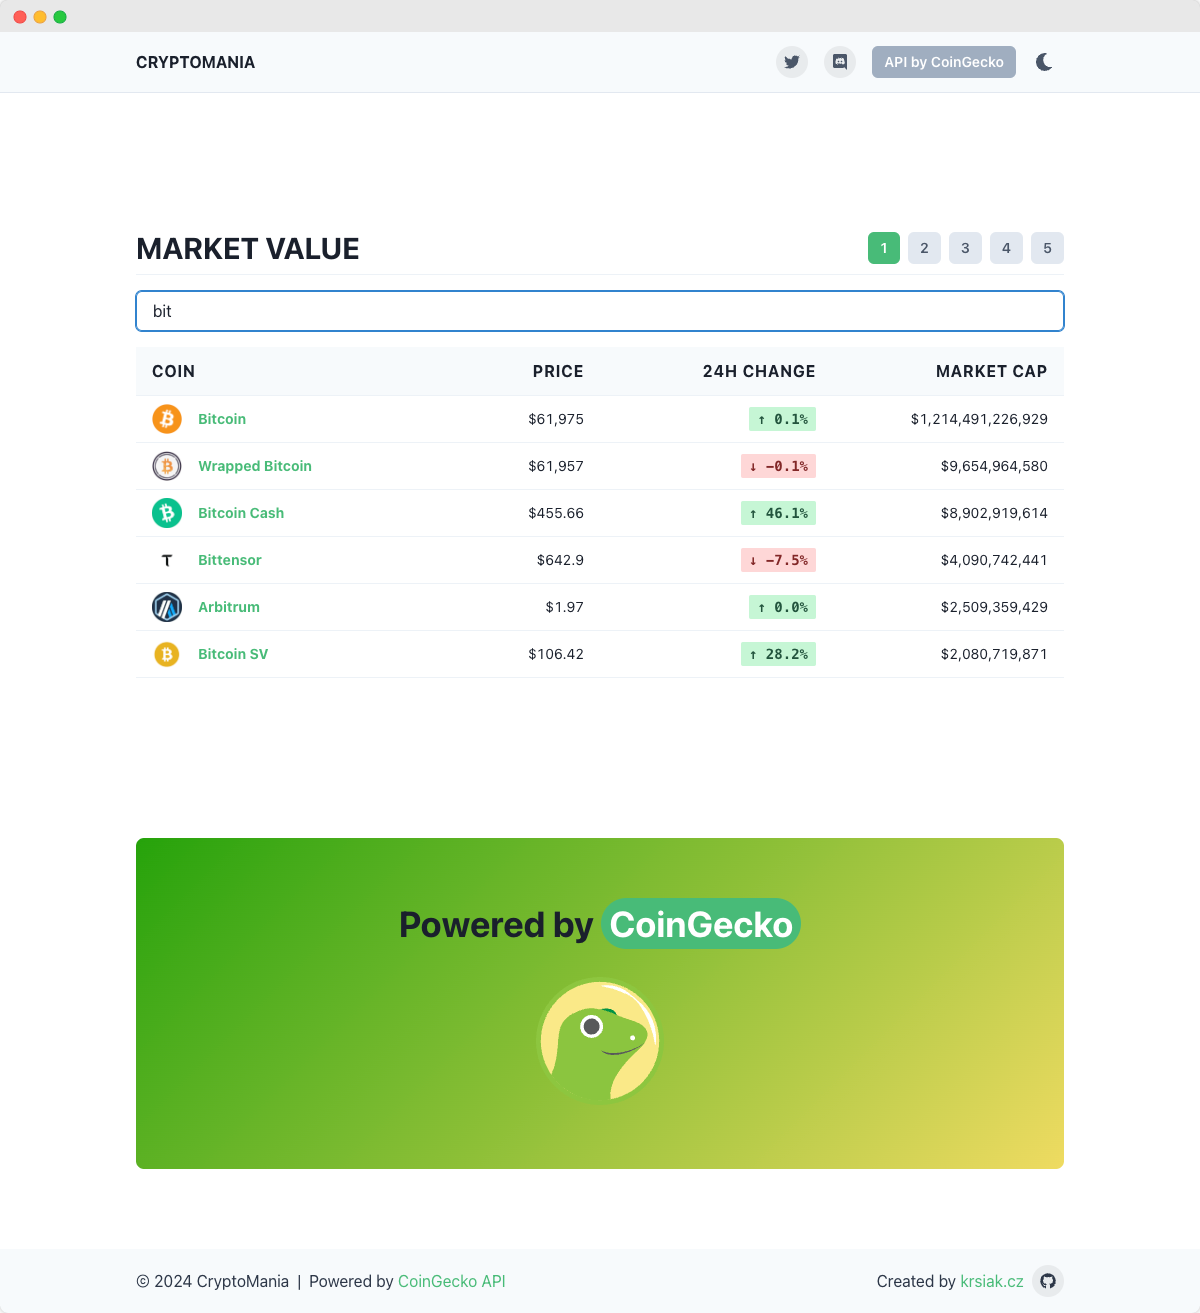 CRYPTOMANIA API by CoinGecko
MARKET VALUE 1 2 3 4 5
bit
COIN PRICE 24H CHANGE MARKET CAP
Bitcoin $61,975 ↑ 0.1% $1,214,491,226,929
Wrapped Bitcoin $61,957 ↓ −0.1% $9,654,964,580
Bitcoin Cash $455.66 ↑ 46.1% $8,902,919,614
Bittensor $642.9 ↓ −7.5% $4,090,742,441
Arbitrum $1.97 ↑ 0.0% $2,509,359,429
Bitcoin SV $106.42 ↑ 28.2% $2,080,719,871
Powered by CoinGecko
© 2024 CryptoMania | Powered by CoinGecko API Created by krsiak.cz